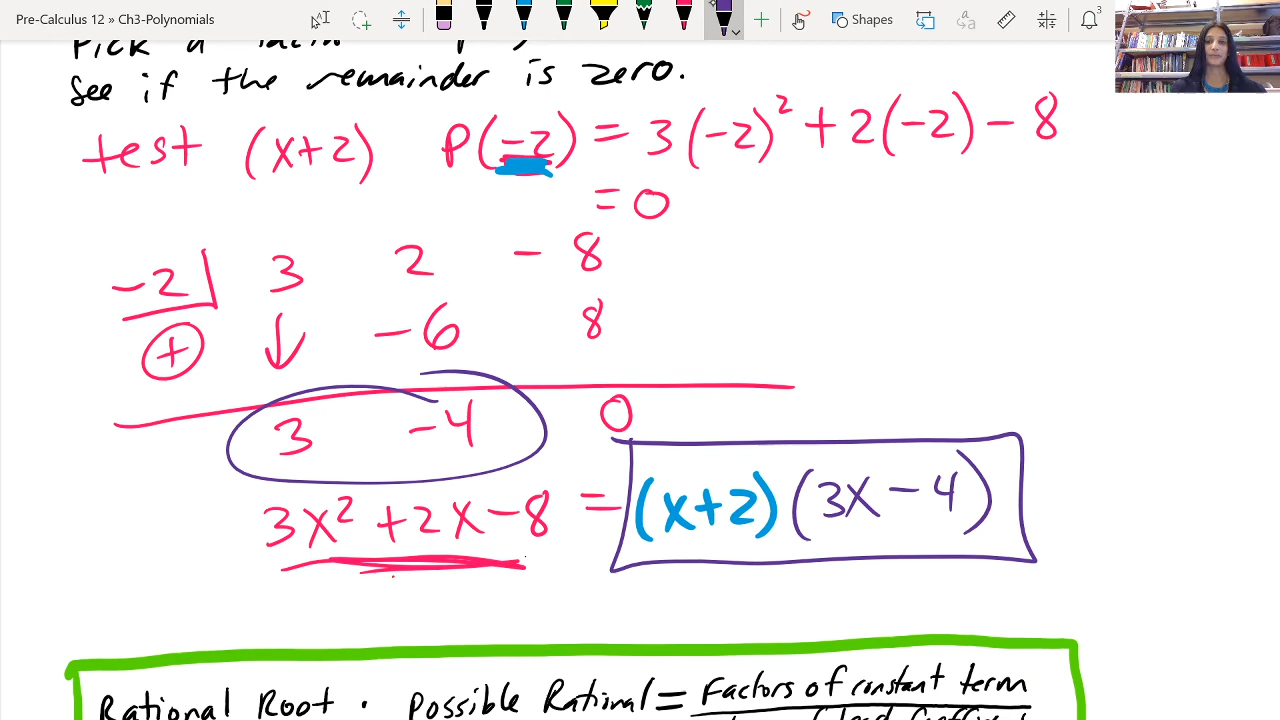 Pre-Calculus 12 » Ch3-Polynomials
Shapes
3
Pick a
See if the remainder is zero.
test (x+2) P(-2) = 3(-2)² + 2(-2) - 8
= 0
-2 3 2 - 8
+ ↓ -6 8
3 -4 0
3x² + 2x - 8 = (x+2)(3x - 4)
Rational Root · Possible Rational = Factors of constant term